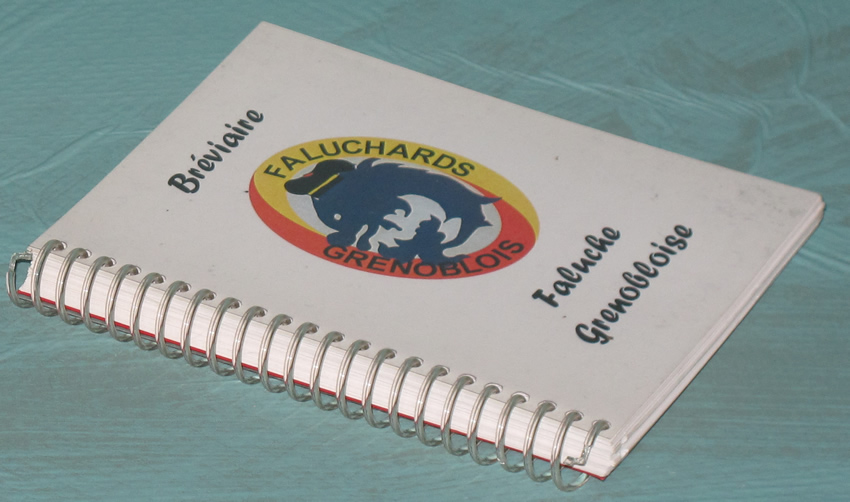 Bréviaire
FALUCHARDS
GRENOBLOIS
Faluche
Grenobloise